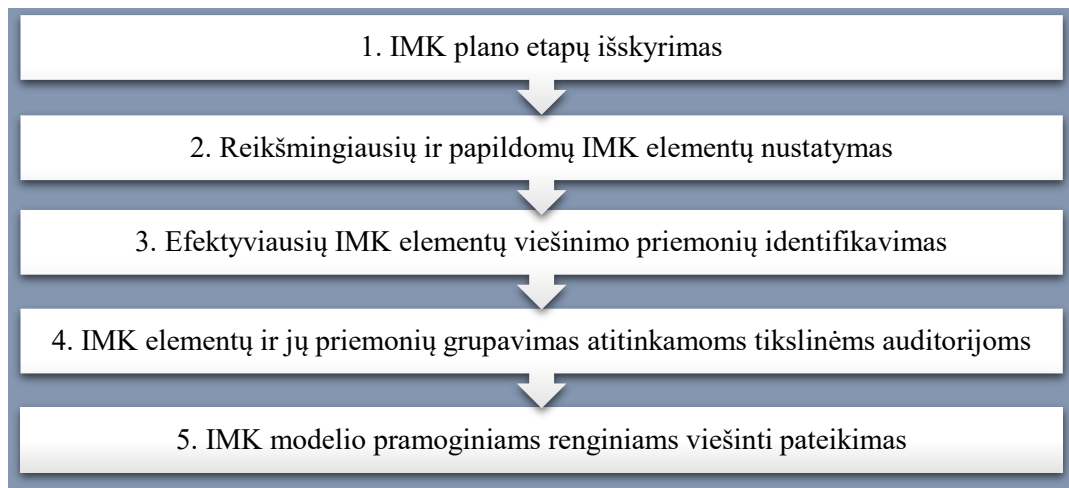 1. IMK plano etapų išskyrimas
2. Reikšmingiausių ir papildomų IMK elementų nustatymas
3. Efektyviausių IMK elementų viešinimo priemonių identifikavimas
4. IMK elementų ir jų priemonių grupavimas atitinkamoms tikslinėms auditorijoms
5. IMK modelio pramoginiams renginiams viešinti pateikimas